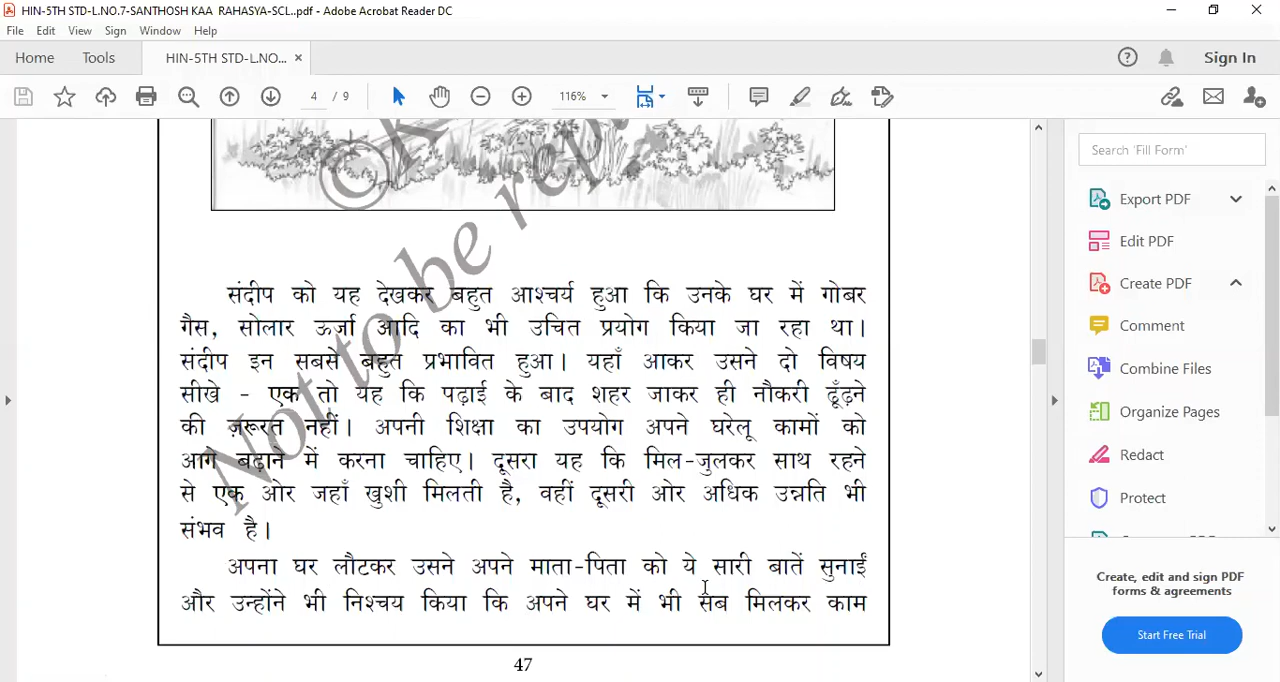 HIN-5TH STD-L.NO.7-SANTHOSH KAA RAHASYA-SCL..pdf - Adobe Acrobat Reader DC
File Edit View Sign Window Help
Home Tools HIN-5TH STD-L.NO... × Sign In
4 / 9 116%
Search 'Fill Form'
Export PDF
Edit PDF
Create PDF
Comment
Combine Files
Organize Pages
Redact
Protect
Create, edit and sign PDF
forms & agreements
Start Free Trial
©K
Not to be rep
संदीप को यह देखकर बहुत आश्चर्य हुआ कि उनके घर में गोबर
गैस, सोलार ऊर्जा आदि का भी उचित प्रयोग किया जा रहा था।
संदीप इन सबसे बहुत प्रभावित हुआ। यहाँ आकर उसने दो विषय
सीखे - एक तो यह कि पढ़ाई के बाद शहर जाकर ही नौकरी ढूँढ़ने
की ज़रूरत नहीं। अपनी शिक्षा का उपयोग अपने घरेलू कामों को
आगे बढ़ाने में करना चाहिए। दूसरा यह कि मिल-जुलकर साथ रहने
से एक ओर जहाँ खुशी मिलती है, वहीं दूसरी ओर अधिक उन्नति भी
संभव है।
अपना घर लौटकर उसने अपने माता-पिता को ये सारी बातें सुनाईं
और उन्होंने भी निश्चय किया कि अपने घर में भी सब मिलकर काम
47